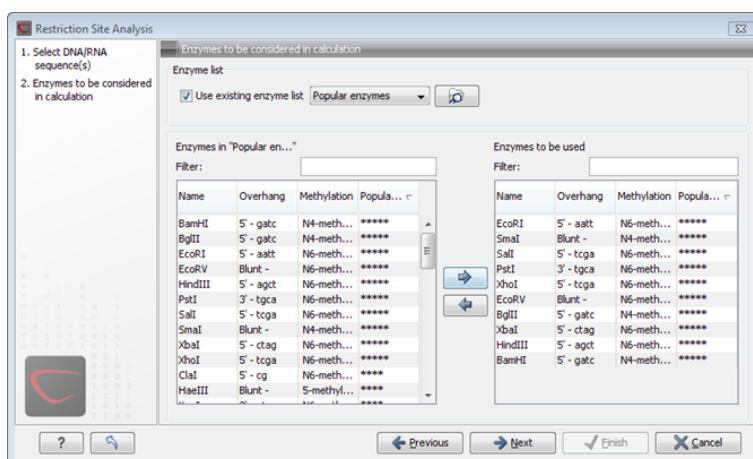 Restriction Site Analysis
1. Select DNA/RNA
sequence(s)
2. Enzymes to be considered
in calculation
Enzymes to be considered in calculation
Enzyme list
Use existing enzyme list Popular enzymes
Enzymes in "Popular en..."
Filter:
Name Overhang Methylation Popula...
BamHI 5' - gatc N4-meth... *****
BglII 5' - gatc N4-meth... *****
EcoRI 5' - aatt N6-meth... *****
EcoRV Blunt - N6-meth... *****
HindIII 5' - agct N6-meth... *****
PstI 3' - tgca N6-meth... *****
SalI 5' - tcga N6-meth... *****
SmaI Blunt - N4-meth... *****
XbaI 5' - ctag N6-meth... *****
XhoI 5' - tcga N6-meth... *****
ClaI 5' - cg N6-meth... ****
HaeIII Blunt - 5-methyl... ****
Enzymes to be used
Filter:
Name Overhang Methylation Popula...
EcoRI 5' - aatt N6-meth... *****
SmaI Blunt - N4-meth... *****
SalI 5' - tcga N6-meth... *****
PstI 3' - tgca N6-meth... *****
XhoI 5' - tcga N6-meth... *****
EcoRV Blunt - N6-meth... *****
BglII 5' - gatc N4-meth... *****
XbaI 5' - ctag N6-meth... *****
HindIII 5' - agct N6-meth... *****
BamHI 5' - gatc N4-meth... *****
? Previous Next Finish Cancel